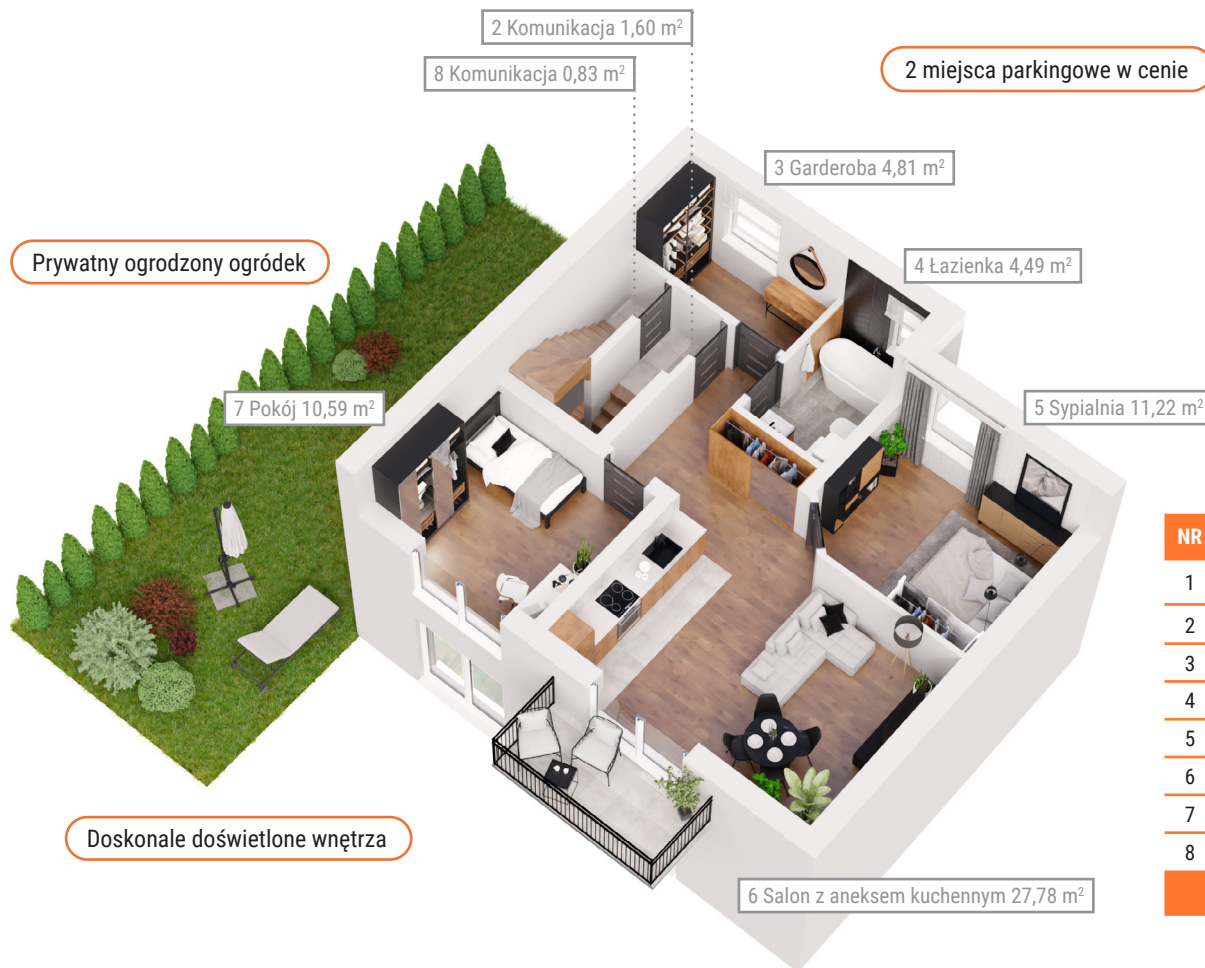 2 Komunikacja 1,60 m²
8 Komunikacja 0,83 m²
2 miejsca parkingowe w cenie
3 Garderoba 4,81 m²
Prywatny ogrodzony ogródek
4 Łazienka 4,49 m²
7 Pokój 10,59 m²
5 Sypialnia 11,22 m²
NR
1
2
3
4
5
6
7
8
Doskonale doświetlone wnętrza
6 Salon z aneksem kuchennym 27,78 m²